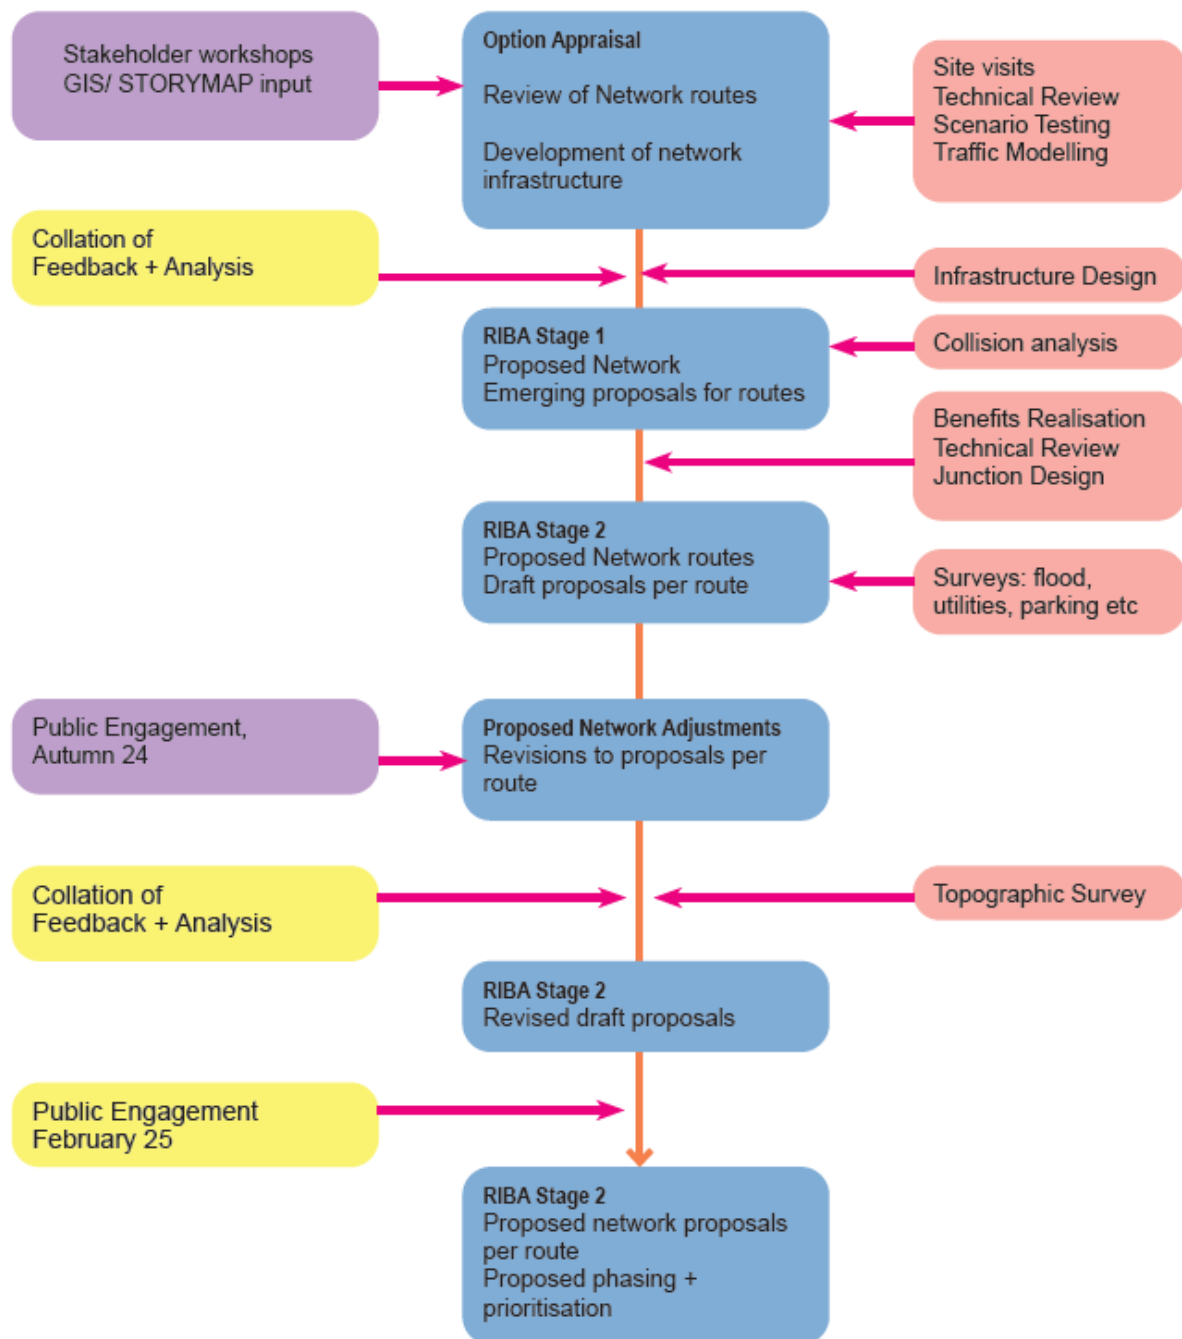 Stakeholder workshops
GIS/ STORYMAP input
Option Appraisal
Review of Network routes
Development of network
infrastructure
Site visits
Technical Review
Scenario Testing
Traffic Modelling
Collation of
Feedback + Analysis
Infrastructure Design
RIBA Stage 1
Proposed Network
Emerging proposals for routes
Collision analysis
Benefits Realisation
Technical Review
Junction Design
RIBA Stage 2
Proposed Network routes
Draft proposals per route
Surveys: flood,
utilities, parking etc
Public Engagement,
Autumn 24
Proposed Network Adjustments
Revisions to proposals per
route
Collation of
Feedback + Analysis
Topographic Survey
RIBA Stage 2
Revised draft proposals
Public Engagement
February 25
RIBA Stage 2
Proposed network proposals
per route
Proposed phasing +
prioritisation